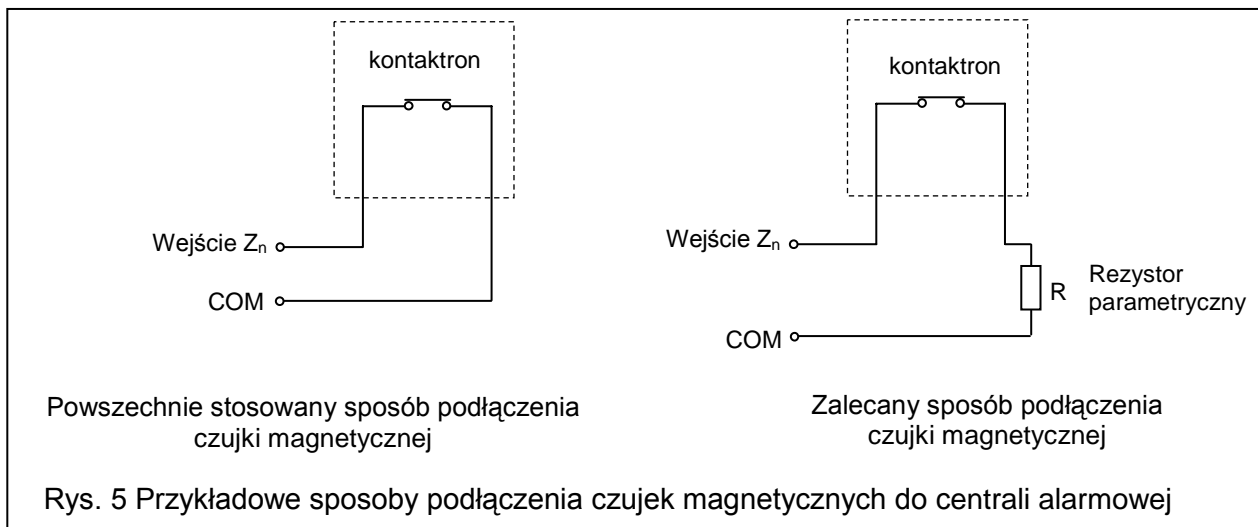 kontaktron
Wejście Zn
COM
Powszechnie stosowany sposób podłączenia
czujki magnetycznej
kontaktron
Wejście Zn
R
Rezystor
parametryczny
COM
Zalecany sposób podłączenia
czujki magnetycznej
Rys. 5 Przykładowe sposoby podłączenia czujek magnetycznych do centrali alarmowej